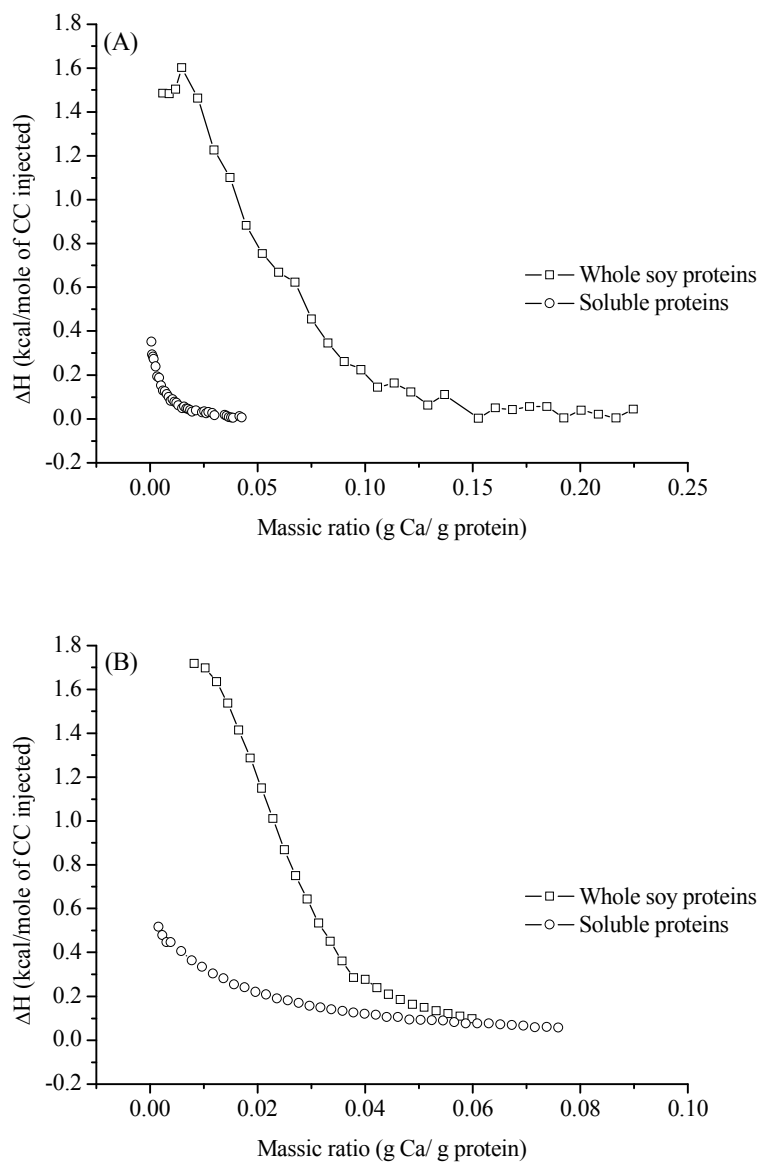 (A)
1.8
1.6
1.4
1.2
1.0
0.8
0.6
0.4
0.2
0.0
-0.2
ΔH (kcal/mole of CC injected)
Whole soy proteins
Soluble proteins
0.00 0.05 0.10 0.15 0.20 0.25
Massic ratio (g Ca/ g protein)
(B)
1.8
1.6
1.4
1.2
1.0
0.8
0.6
0.4
0.2
0.0
-0.2
ΔH (kcal/mole of CC injected)
Whole soy proteins
Soluble proteins
0.00 0.02 0.04 0.06 0.08 0.10
Massic ratio (g Ca/ g protein)